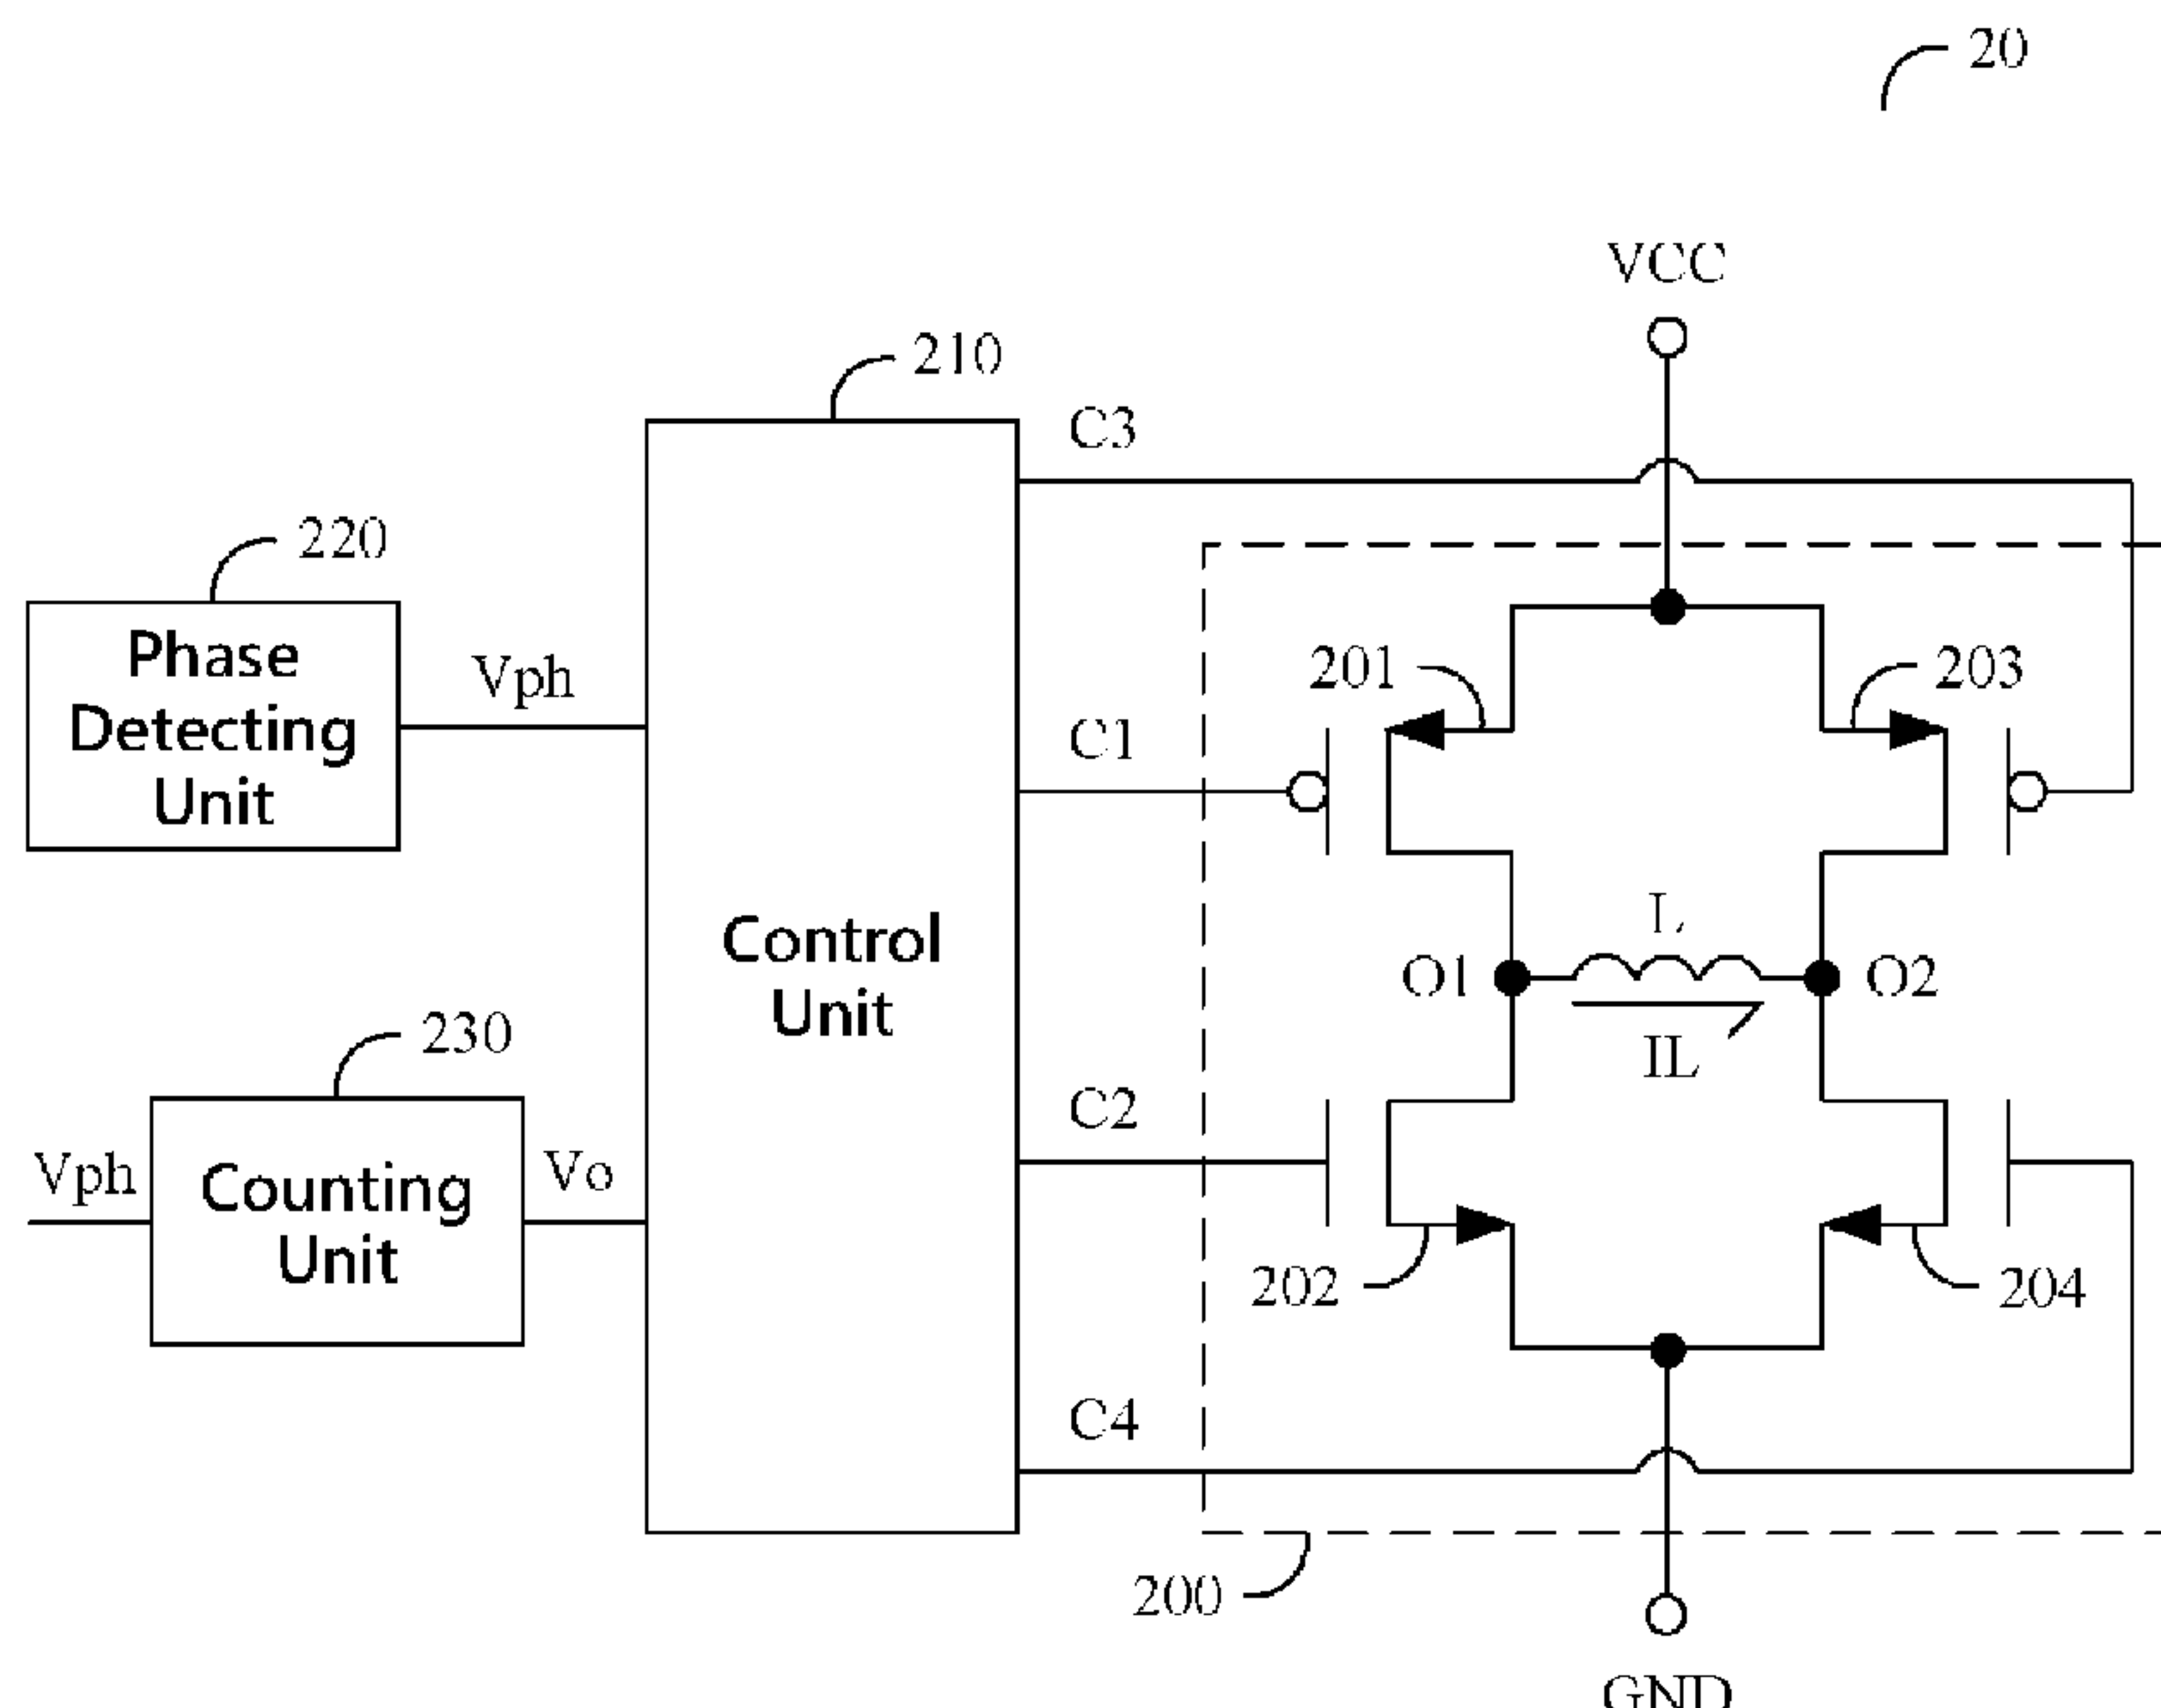 20
VCC
210
C3
220
Phase
Detecting
Unit
Vph
201
203
C1
L
Control
Unit
O1
O2
IL
230
C2
Vph
Counting
Unit
Vo
202
204
C4
200
GND